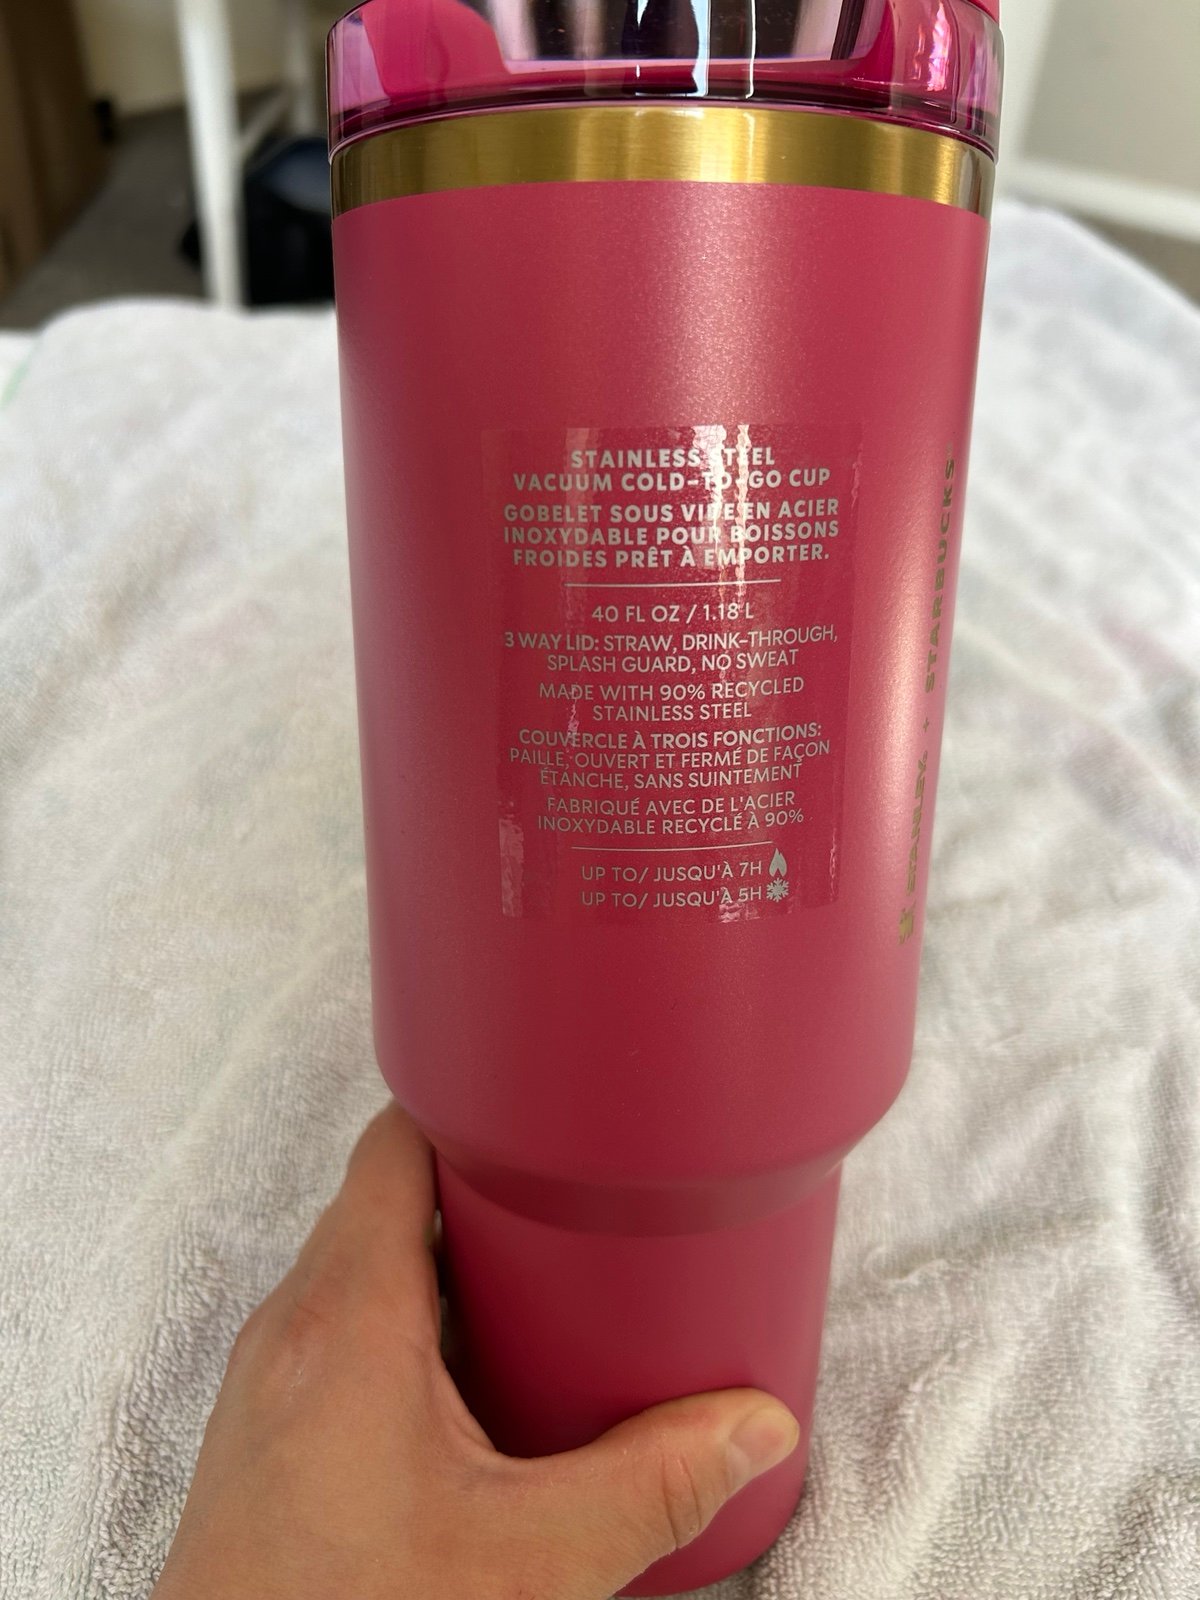 STAINLESS STEEL
VACUUM COLD-TO-GO CUP
GOBELET SOUS VIDE EN ACIER
INOXYDABLE POUR BOISSONS
FROIDES PRÊT À EMPORTER.
40 FL OZ / 1.18 L
3 WAY LID: STRAW, DRINK-THROUGH,
SPLASH GUARD, NO SWEAT
MADE WITH 90% RECYCLED
STAINLESS STEEL
COUVERCLE À TROIS FONCTIONS:
PAILLE, OUVERT ET FERMÉ DE FAÇON
ÉTANCHE, SANS SUINTEMENT
FABRIQUÉ AVEC DE L'ACIER
INOXYDABLE RECYCLÉ À 90%
UP TO/ JUSQU'À 7H
UP TO/ JUSQU'À 5H
STANLEY + STARBUCKS